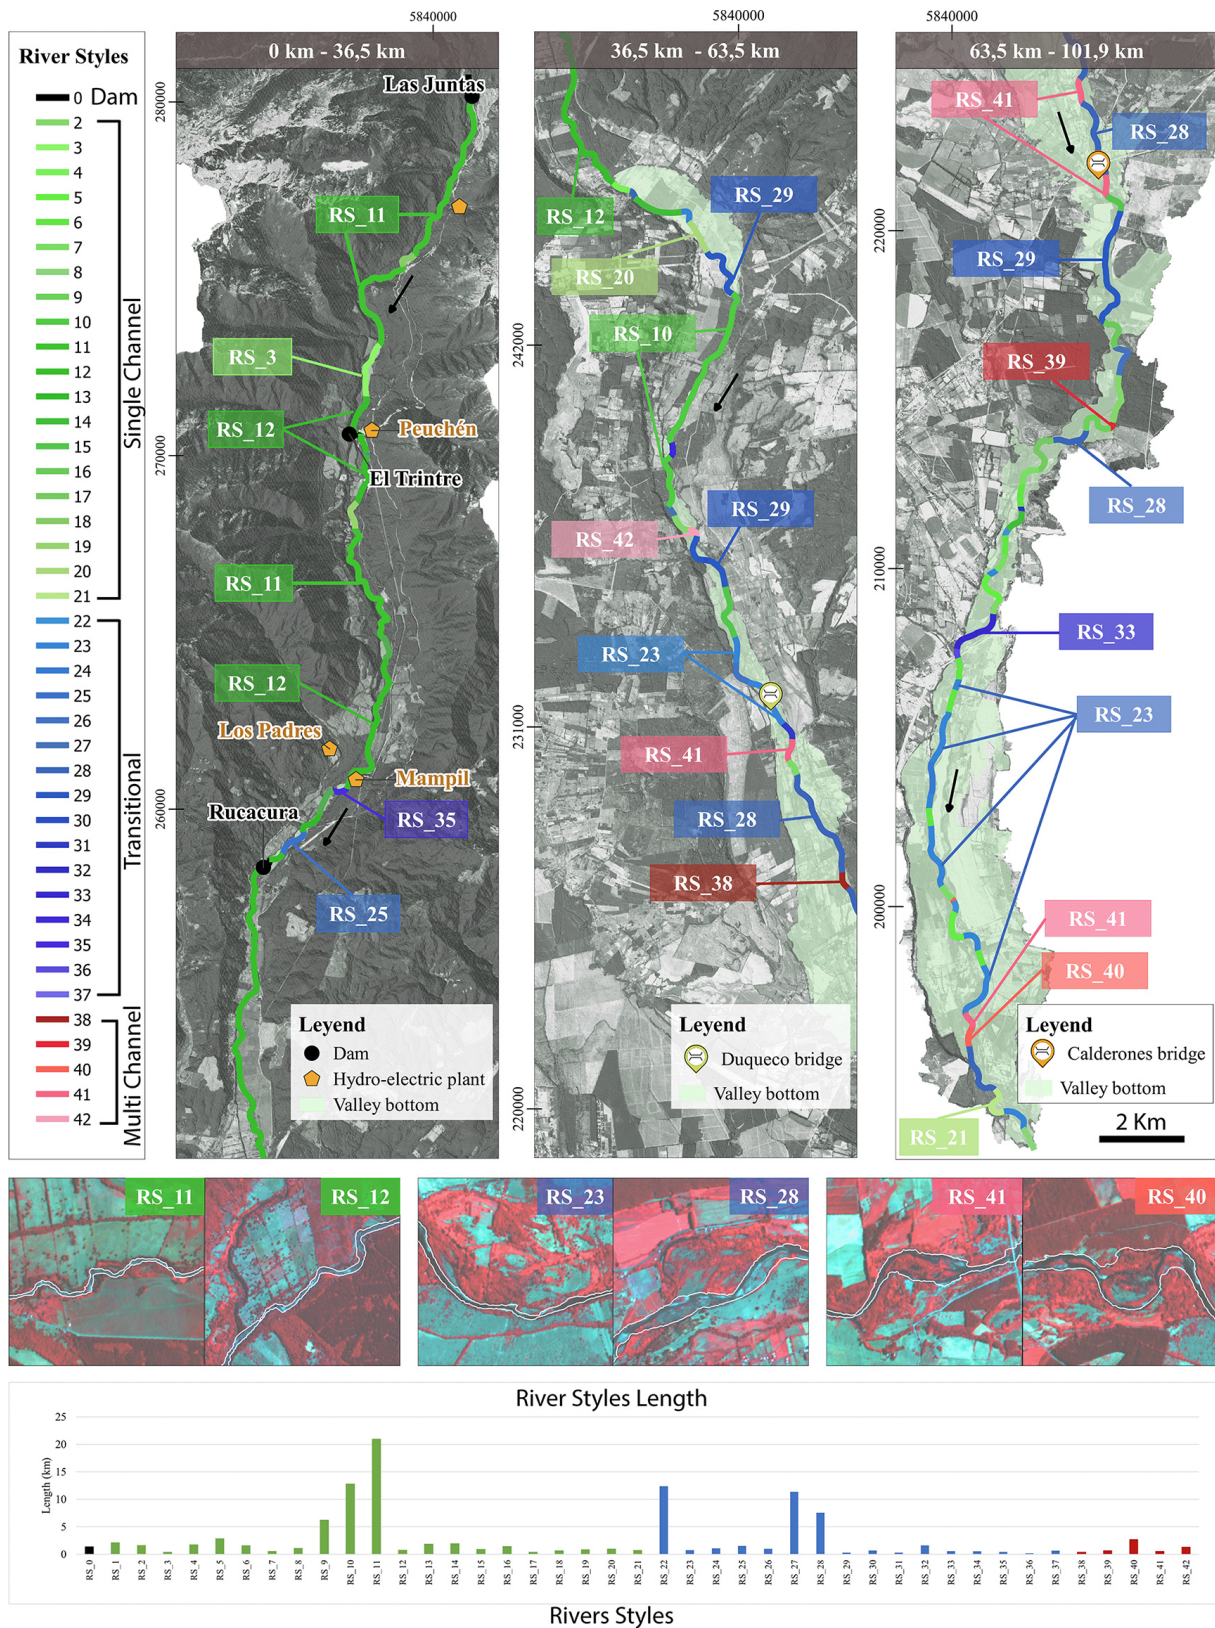 River Styles
0 Dam
2
3
4
5
6
7
8
9
10
11
12
13
14
15
16
17
18
19
20
21
22
23
24
25
26
27
28
29
30
31
32
33
34
35
36
37
38
39
40
41
42
Single Channel
Transitional
Multi Channel
5840000
0 km - 36,5 km
280000
270000
260000
Las Juntas
RS_11
RS_3
RS_12
Peuchén
El Trintre
RS_11
RS_12
Los Padres
Mampil
Rucacura
RS_35
RS_25
Leyend
Dam
Hydro-electric plant
Valley bottom
5840000
36,5 km - 63,5 km
242000
231000
220000
RS_12
RS_29
RS_20
RS_10
RS_29
RS_42
RS_23
RS_41
RS_28
RS_38
Leyend
Duqueco bridge
Valley bottom
5840000
63,5 km - 101,9 km
220000
210000
200000
RS_41
RS_28
RS_29
RS_39
RS_28
RS_33
RS_23
RS_41
RS_40
RS_21
Leyend
Calderones bridge
Valley bottom
2 Km
RS_11
RS_12
RS_23
RS_28
RS_41
RS_40
River Styles Length
Length (km)
25
20
15
10
5
0
RS_0
RS_1
RS_2
RS_3
RS_4
RS_5
RS_6
RS_7
RS_8
RS_9
RS_10
RS_11
RS_12
RS_13
RS_14
RS_15
RS_16
RS_17
RS_18
RS_19
RS_20
RS_21
RS_22
RS_23
RS_24
RS_25
RS_26
RS_27
RS_28
RS_29
RS_30
RS_31
RS_32
RS_33
RS_34
RS_35
RS_36
RS_37
RS_38
RS_39
RS_40
RS_41
RS_42
Rivers Styles